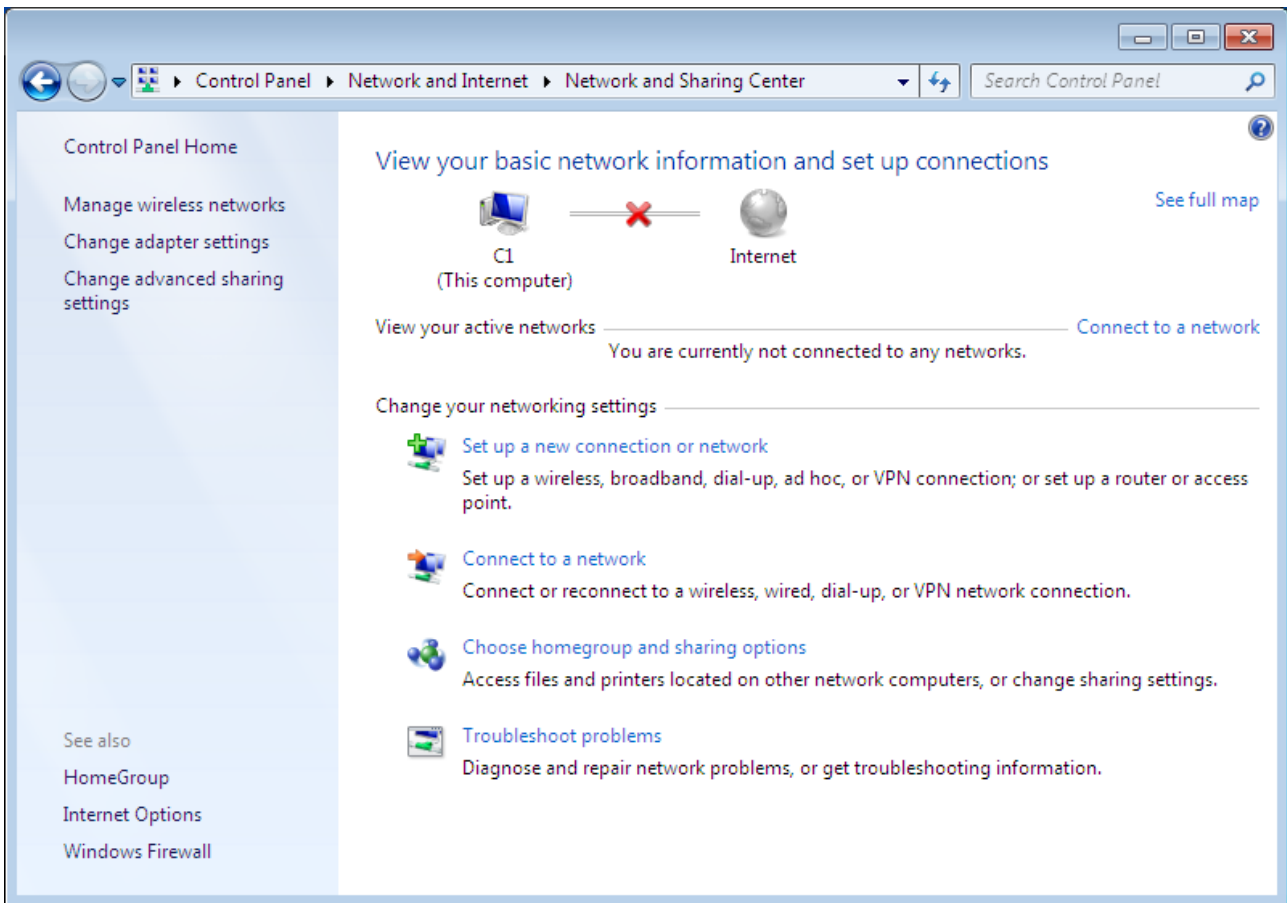 Control Panel ▸ Network and Internet ▸ Network and Sharing Center
Search Control Panel
Control Panel Home
Manage wireless networks
Change adapter settings
Change advanced sharing
settings
See also
HomeGroup
Internet Options
Windows Firewall
View your basic network information and set up connections
See full map
C1
(This computer)
Internet
View your active networks
Connect to a network
You are currently not connected to any networks.
Change your networking settings
Set up a new connection or network
Set up a wireless, broadband, dial-up, ad hoc, or VPN connection; or set up a router or access
point.
Connect to a network
Connect or reconnect to a wireless, wired, dial-up, or VPN network connection.
Choose homegroup and sharing options
Access files and printers located on other network computers, or change sharing settings.
Troubleshoot problems
Diagnose and repair network problems, or get troubleshooting information.